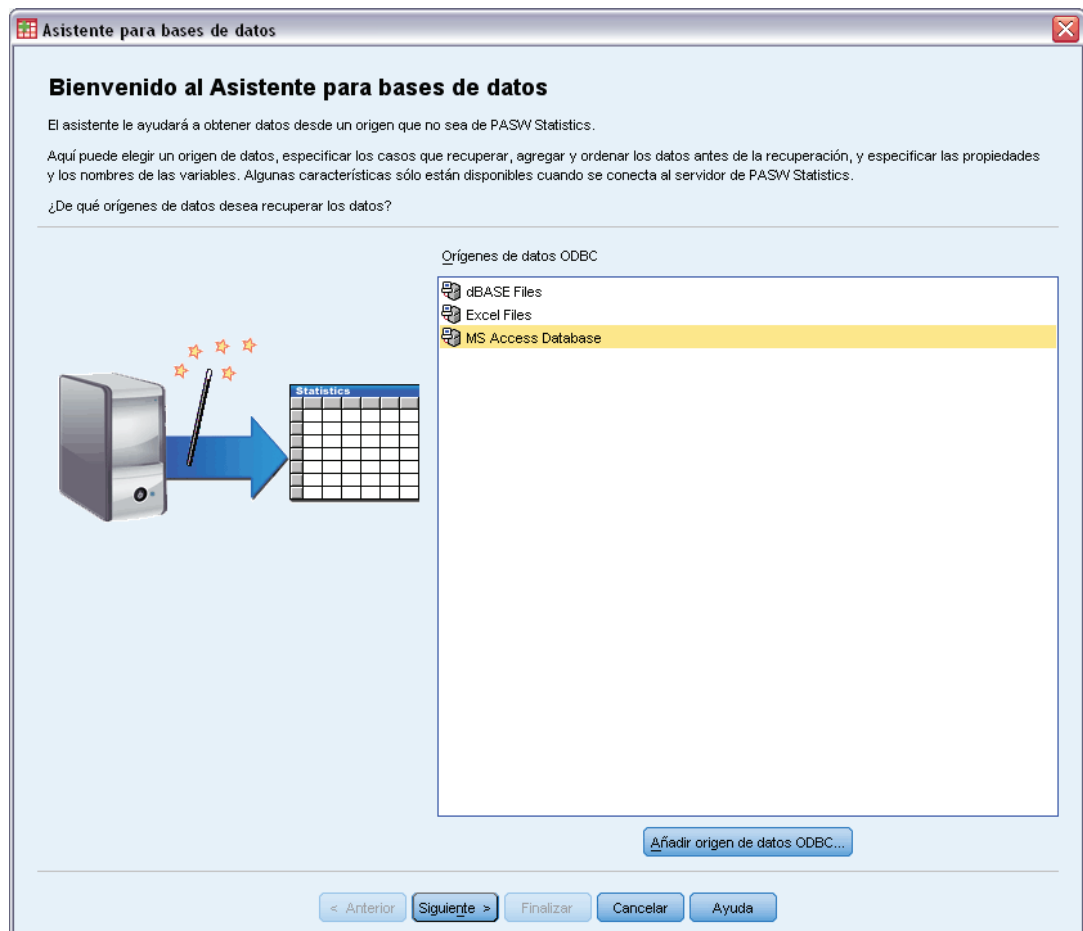 Asistente para bases de datos
Bienvenido al Asistente para bases de datos
El asistente le ayudará a obtener datos desde un origen que no sea de PASW Statistics.
Aquí puede elegir un origen de datos, especificar los casos que recuperar, agregar y ordenar los datos antes de la recuperación, y especificar las propiedades
y los nombres de las variables. Algunas características sólo están disponibles cuando se conecta al servidor de PASW Statistics.
¿De qué orígenes de datos desea recuperar los datos?
Orígenes de datos ODBC
dBASE Files
Excel Files
MS Access Database
Statistics
Añadir origen de datos ODBC...
< Anterior
Siguiente >
Finalizar
Cancelar
Ayuda